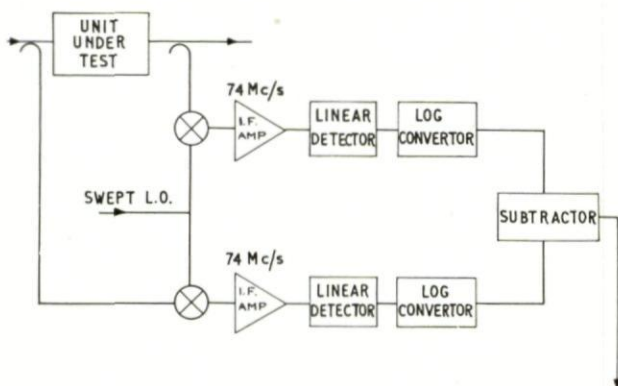 UNIT
UNDER
TEST
74 Mc/s
I.F.
AMP
LINEAR
DETECTOR
LOG
CONVERTOR
SWEPT L.O.
SUBTRACTOR
74 Mc/s
I.F.
AMP
LINEAR
DETECTOR
LOG
CONVERTOR